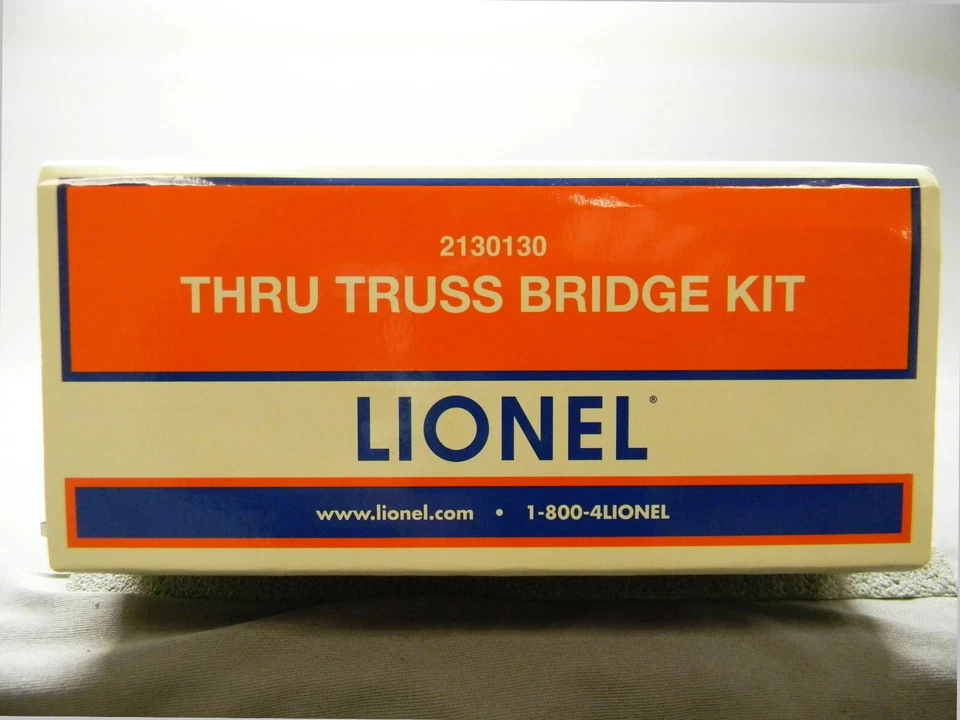 2130130
THRU TRUSS BRIDGE KIT
LIONEL®
www.lionel.com • 1-800-4LIONEL